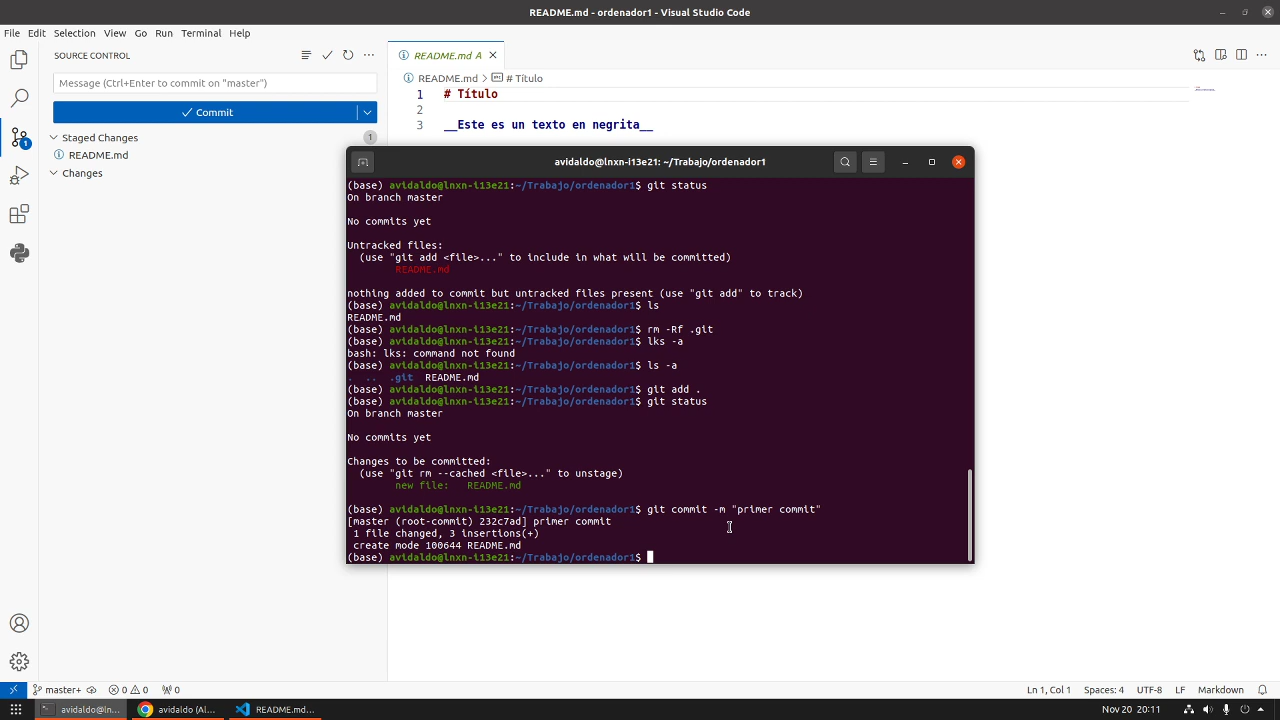 README.md - ordenador1 - Visual Studio Code
File Edit Selection View Go Run Terminal Help
SOURCE CONTROL
README.md A
Message (Ctrl+Enter to commit on "master")
README.md > # Título
Commit
1 # Título
2
3 __Este es un texto en negrita__
Staged Changes 1
README.md
Changes
1
avidaldo@lnxn-i13e21: ~/Trabajo/ordenador1
(base) avidaldo@lnxn-i13e21:~/Trabajo/ordenador1$ git status
On branch master
No commits yet
Untracked files:
(use "git add <file>..." to include in what will be committed)
README.md
nothing added to commit but untracked files present (use "git add" to track)
(base) avidaldo@lnxn-i13e21:~/Trabajo/ordenador1$ ls
README.md
(base) avidaldo@lnxn-i13e21:~/Trabajo/ordenador1$ rm -Rf .git
(base) avidaldo@lnxn-i13e21:~/Trabajo/ordenador1$ lks -a
bash: lks: command not found
(base) avidaldo@lnxn-i13e21:~/Trabajo/ordenador1$ ls -a
. .. .git README.md
(base) avidaldo@lnxn-i13e21:~/Trabajo/ordenador1$ git add .
(base) avidaldo@lnxn-i13e21:~/Trabajo/ordenador1$ git status
On branch master
No commits yet
Changes to be committed:
(use "git rm --cached <file>..." to unstage)
new file: README.md
(base) avidaldo@lnxn-i13e21:~/Trabajo/ordenador1$ git commit -m "primer commit"
[master (root-commit) 232c7ad] primer commit
1 file changed, 3 insertions(+)
create mode 100644 README.md
(base) avidaldo@lnxn-i13e21:~/Trabajo/ordenador1$
master+ 0 0 0 Ln 1, Col 1 Spaces: 4 UTF-8 LF Markdown
avidaldo@ln... avidaldo (Al... README.md... Nov 20 20:11